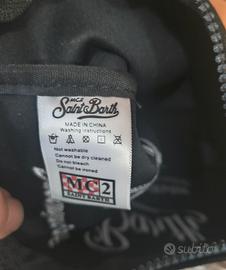 MC2
Saint Barth
MADE IN CHINA
Washing instructions
Not washable
Cannot be dry cleaned
Do not bleach
Cannot be ironed
MC2
SAINT BARTH
subito